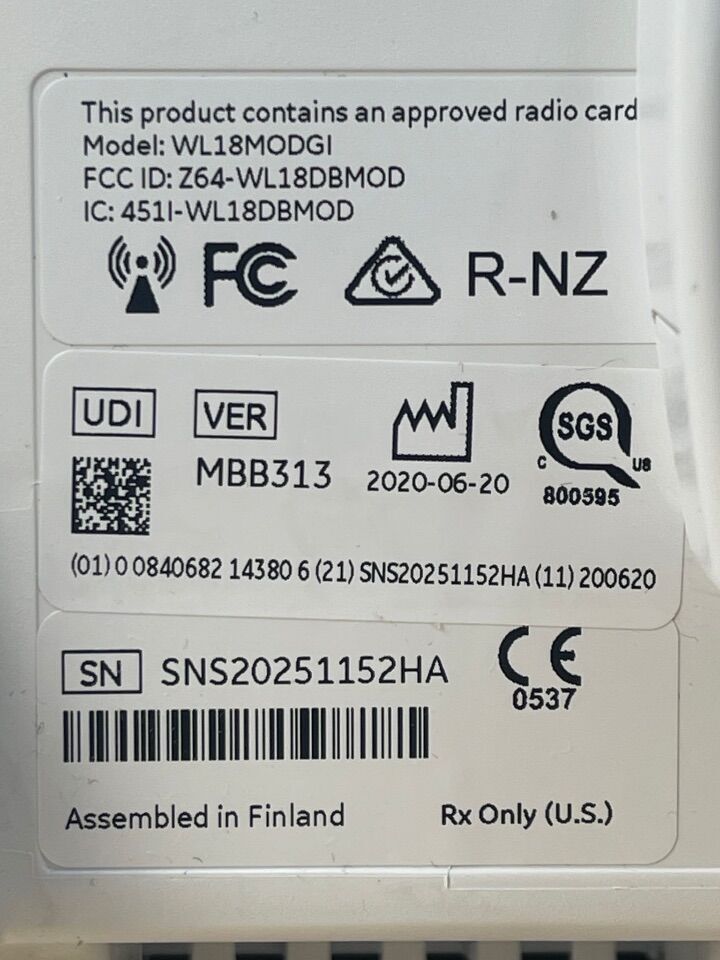 This product contains an approved radio card
Model: WL18MODGI
FCC ID: Z64-WL18DBMOD
IC: 451I-WL18DBMOD
FC R-NZ
UDI VER
MBB313 2020-06-20
SGS
C US
800595
(01) 0 0840682 14380 6 (21) SNS20251152HA (11) 200620
SN SNS20251152HA CE
0537
Assembled in Finland Rx Only (U.S.)